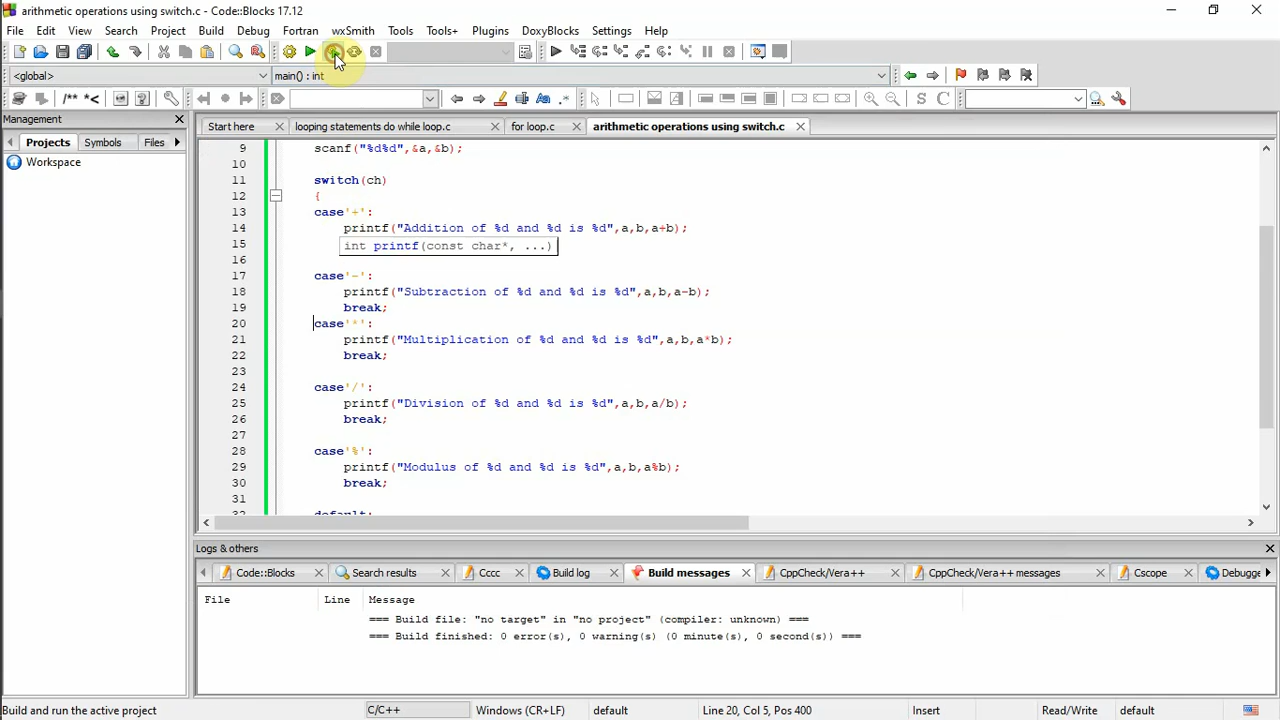 arithmetic operations using switch.c - Code::Blocks 17.12
File Edit View Search Project Build Debug Fortran wxSmith Tools Tools+ Plugins DoxyBlocks Settings Help
<global> main() : int
/** *< S C
Management
Start here looping statements do while loop.c for loop.c arithmetic operations using switch.c
Projects Symbols Files
Workspace
9 scanf("%d%d",&a,&b);
10
11 switch(ch)
12 {
13 case'+':
14 printf("Addition of %d and %d is %d",a,b,a+b);
15 int printf(const char*, ...)
16
17 case'-':
18 printf("Subtraction of %d and %d is %d",a,b,a-b);
19 break;
20 case'*':
21 printf("Multiplication of %d and %d is %d",a,b,a*b);
22 break;
23
24 case'/':
25 printf("Division of %d and %d is %d",a,b,a/b);
26 break;
27
28 case'%':
29 printf("Modulus of %d and %d is %d",a,b,a%b);
30 break;
31
32 default:
Logs & others
Code::Blocks Search results Cccc Build log Build messages CppCheck/Vera++ CppCheck/Vera++ messages Cscope Debugge
File Line Message
=== Build file: "no target" in "no project" (compiler: unknown) ===
=== Build finished: 0 error(s), 0 warning(s) (0 minute(s), 0 second(s)) ===
Build and run the active project C/C++ Windows (CR+LF) default Line 20, Col 5, Pos 400 Insert Read/Write default